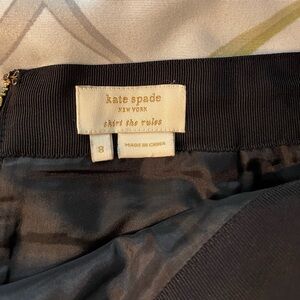 kate spade
NEW YORK
skirt the rules
8
MADE IN CHINA